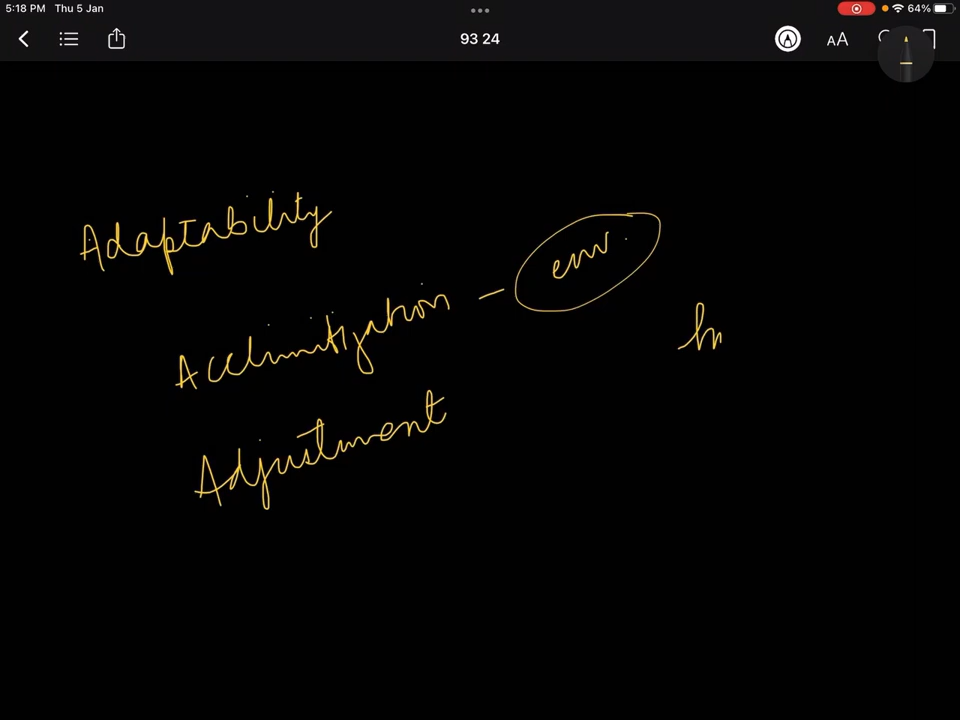 5:18 PM Thu 5 Jan
64%
93 24
AA
Adaptability
Acclimitization - env.
Adjustment